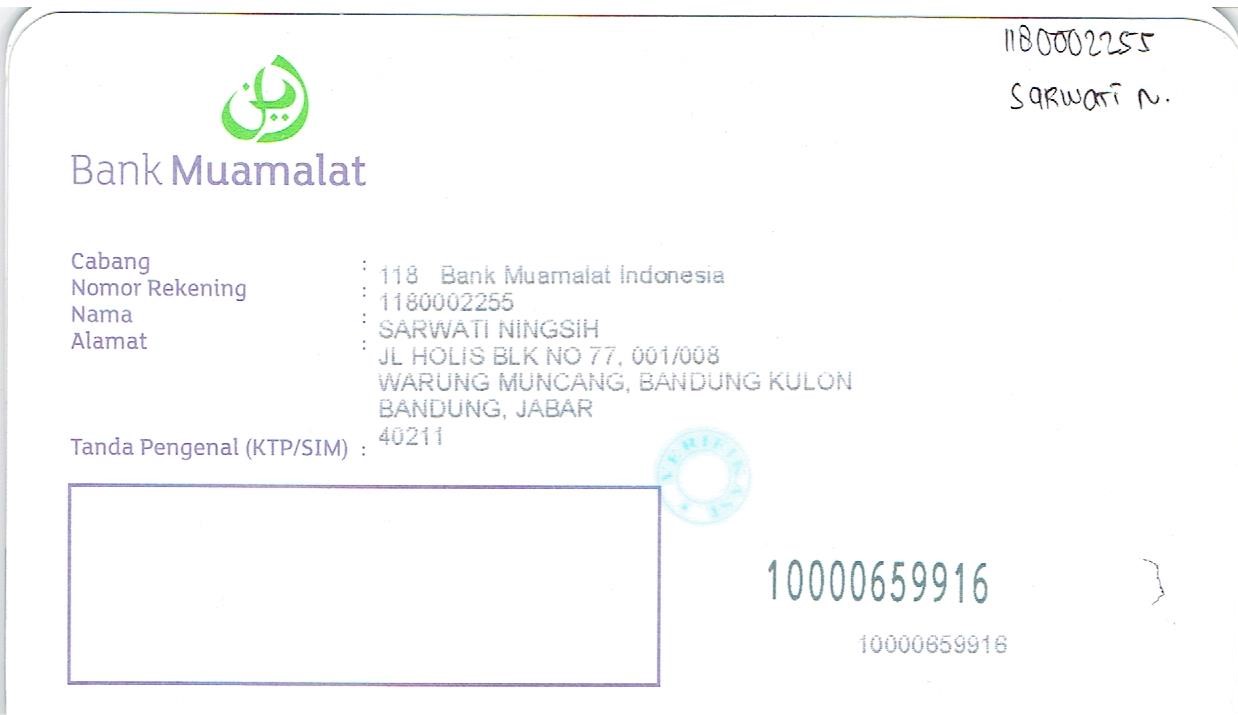 1180002255
SARWATI N.
Bank Muamalat
Cabang : 118 Bank Muamalat Indonesia
Nomor Rekening : 1180002255
Nama : SARWATI NINGSIH
Alamat : JL HOLIS BLK NO 77, 001/008
WARUNG MUNCANG, BANDUNG KULON
BANDUNG, JABAR
40211
Tanda Pengenal (KTP/SIM) :
VERIFIKASI
10000659916
10000659916